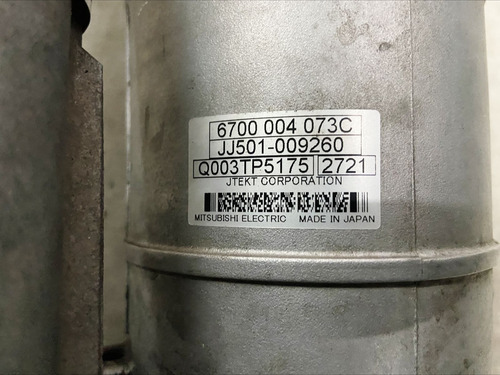 6700 004 073C
JJ501-009260
Q003TP5175 2721
JTEKT CORPORATION
MITSUBISHI ELECTRIC MADE IN JAPAN